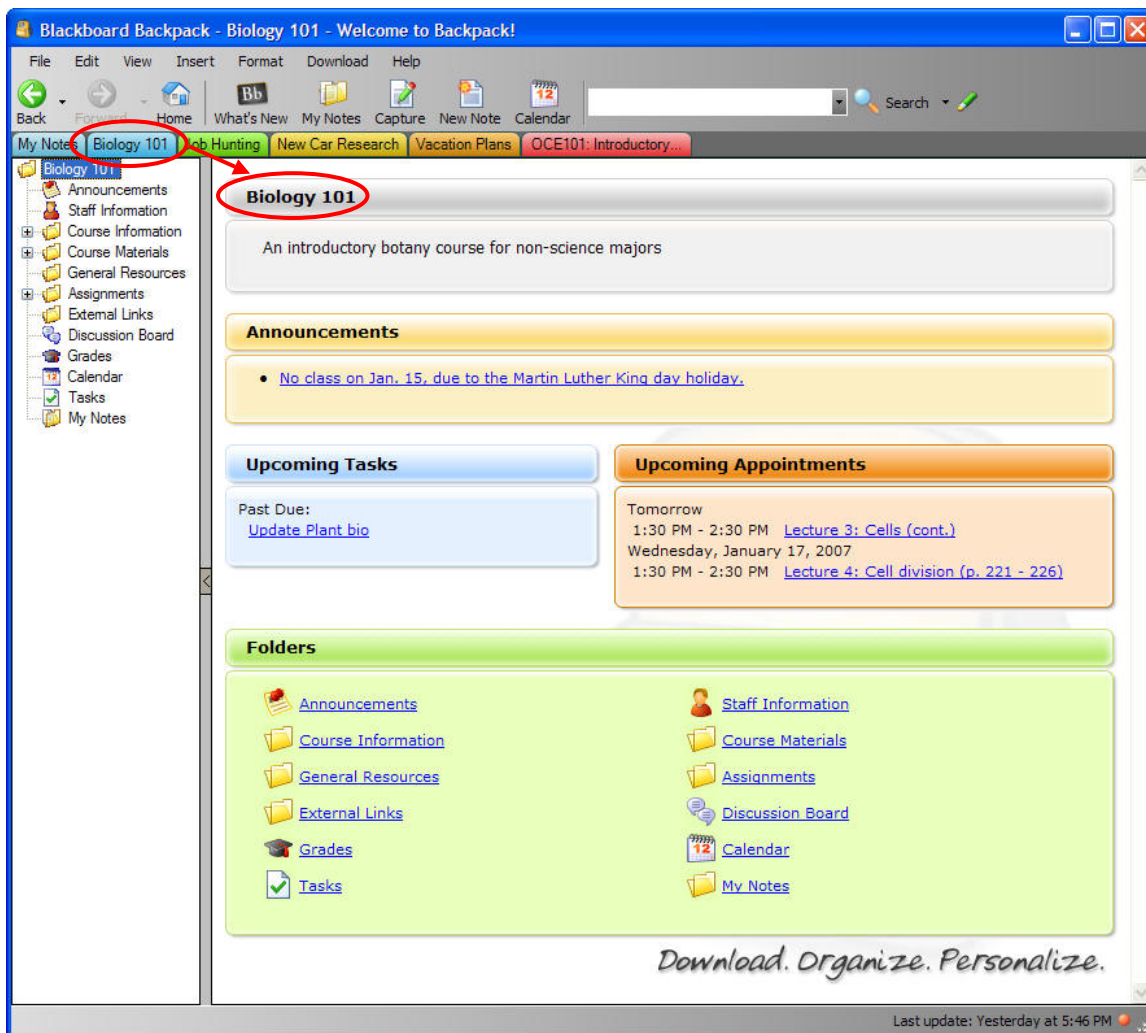 Blackboard Backpack - Biology 101 - Welcome to Backpack!
File Edit View Insert Format Download Help
Bb 12
Back Forward Home What's New My Notes Capture New Note Calendar Search
My Notes Biology 101 Job Hunting New Car Research Vacation Plans OCE101: Introductory...
Biology 101
Announcements
Staff Information
Course Information
Course Materials
General Resources
Assignments
External Links
Discussion Board
Grades
12 Calendar
Tasks
My Notes
Biology 101
An introductory botany course for non-science majors
Announcements
• No class on Jan. 15, due to the Martin Luther King day holiday.
Upcoming Tasks
Past Due:
Update Plant bio
Upcoming Appointments
Tomorrow
1:30 PM - 2:30 PM Lecture 3: Cells (cont.)
Wednesday, January 17, 2007
1:30 PM - 2:30 PM Lecture 4: Cell division (p. 221 - 226)
Folders
Announcements Staff Information
Course Information Course Materials
General Resources Assignments
External Links Discussion Board
Grades 12 Calendar
Tasks My Notes
Download. Organize. Personalize.
Last update: Yesterday at 5:46 PM